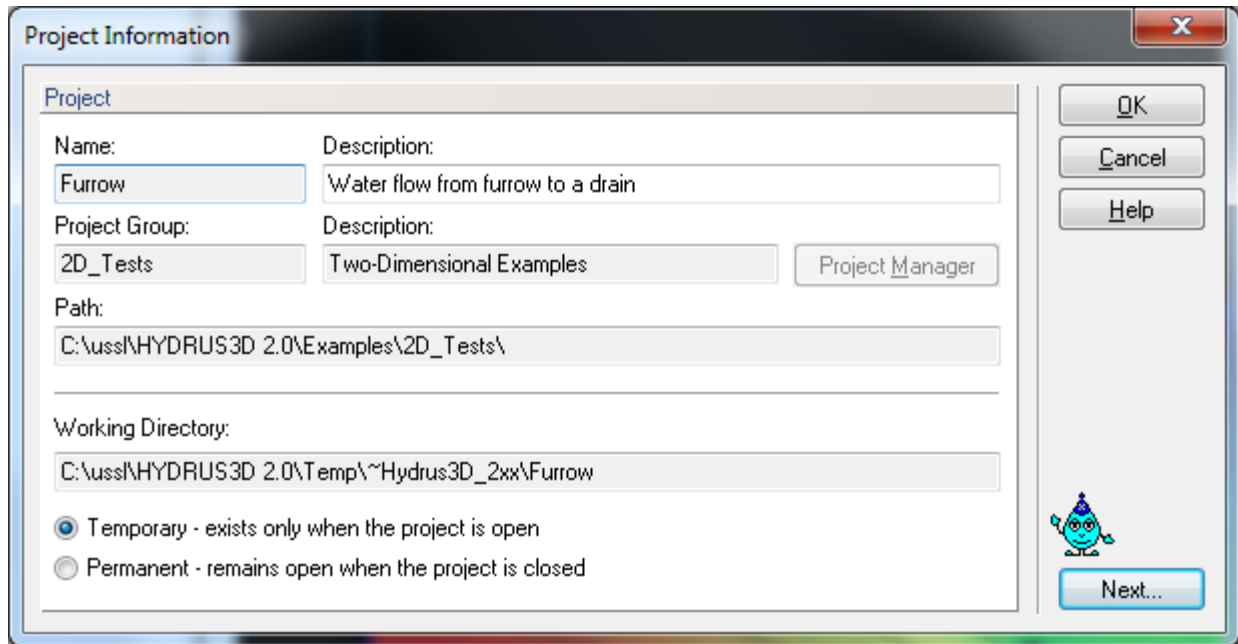 Project Information
Project
OK
Name:
Description:
Furrow
Water flow from furrow to a drain
Cancel
Project Group:
Description:
Help
2D_Tests
Two-Dimensional Examples
Project Manager
Path:
C:\ussl\HYDRUS3D 2.0\Examples\2D_Tests\
Working Directory:
C:\ussl\HYDRUS3D 2.0\Temp\~Hydrus3D_2xx\Furrow
Temporary - exists only when the project is open
Permanent - remains open when the project is closed
Next...